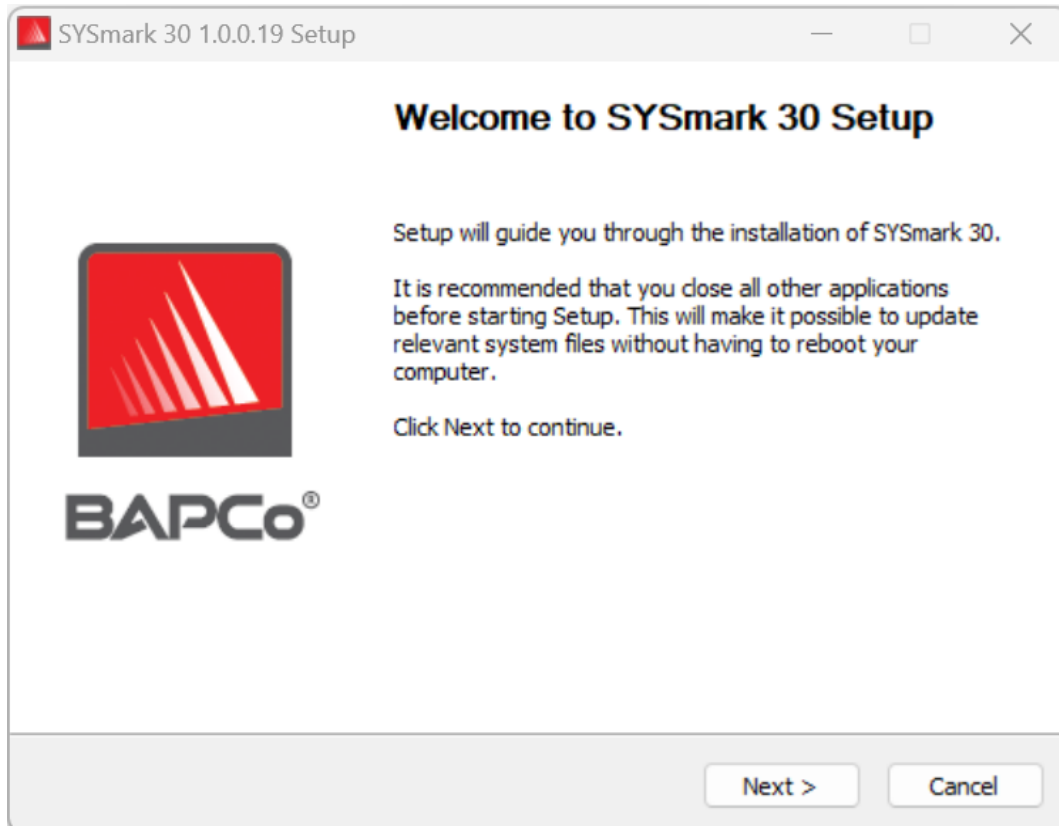 SYSmark 30 1.0.0.19 Setup
Welcome to SYSmark 30 Setup
Setup will guide you through the installation of SYSmark 30.
It is recommended that you close all other applications
before starting Setup. This will make it possible to update
relevant system files without having to reboot your
computer.
Click Next to continue.
BAPCo®
Next >
Cancel